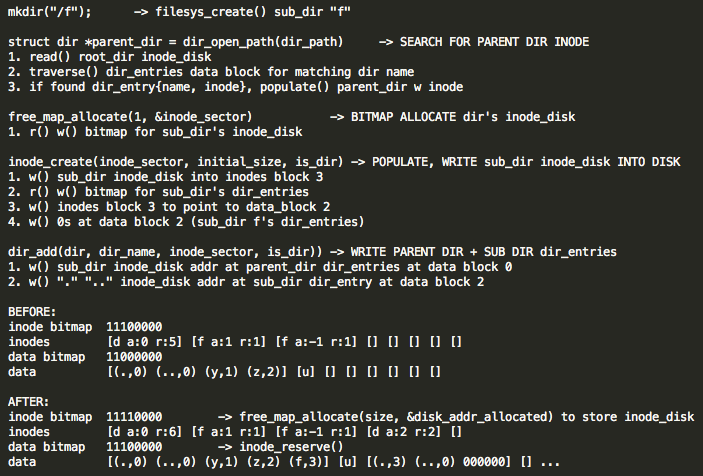 mkdir("/f");      -> filesys_create() sub_dir "f"
struct dir *parent_dir = dir_open_path(dir_path)     -> SEARCH FOR PARENT DIR INODE
1. read() root_dir inode_disk
2. traverse() dir_entries data block for matching dir name
3. if found dir_entry{name, inode}, populate() parent_dir w inode
free_map_allocate(1, &inode_sector)           -> BITMAP ALLOCATE dir's inode_disk
1. r() w() bitmap for sub_dir's inode_disk
inode_create(inode_sector, initial_size, is_dir) -> POPULATE, WRITE sub_dir inode_disk INTO DISK
1. w() sub_dir inode_disk into inodes block 3
2. r() w() bitmap for sub_dir's dir_entries
3. w() inodes block 3 to point to data_block 2
4. w() 0s at data block 2 (sub_dir f's dir_entries)
dir_add(dir, dir_name, inode_sector, is_dir)) -> WRITE PARENT DIR + SUB DIR dir_entries
1. w() sub_dir inode_disk addr at parent_dir dir_entries at data block 0
2. w() "." ".." inode_disk addr at sub_dir dir_entry at data block 2
BEFORE:
inode bitmap  11100000
inodes        [d a:0 r:5] [f a:1 r:1] [f a:-1 r:1] [] [] [] [] []
data bitmap   11000000
data          [(.,0) (..,0) (y,1) (z,2)] [u] [] [] [] [] [] []
AFTER:
inode bitmap  11110000        -> free_map_allocate(size, &disk_addr_allocated) to store inode_disk
inodes        [d a:0 r:6] [f a:1 r:1] [f a:-1 r:1] [d a:2 r:2] []
data bitmap   11100000        -> inode_reserve()
data          [(.,0) (..,0) (y,1) (z,2) (f,3)] [u] [(.,3) (..,0) 000000] [] ...